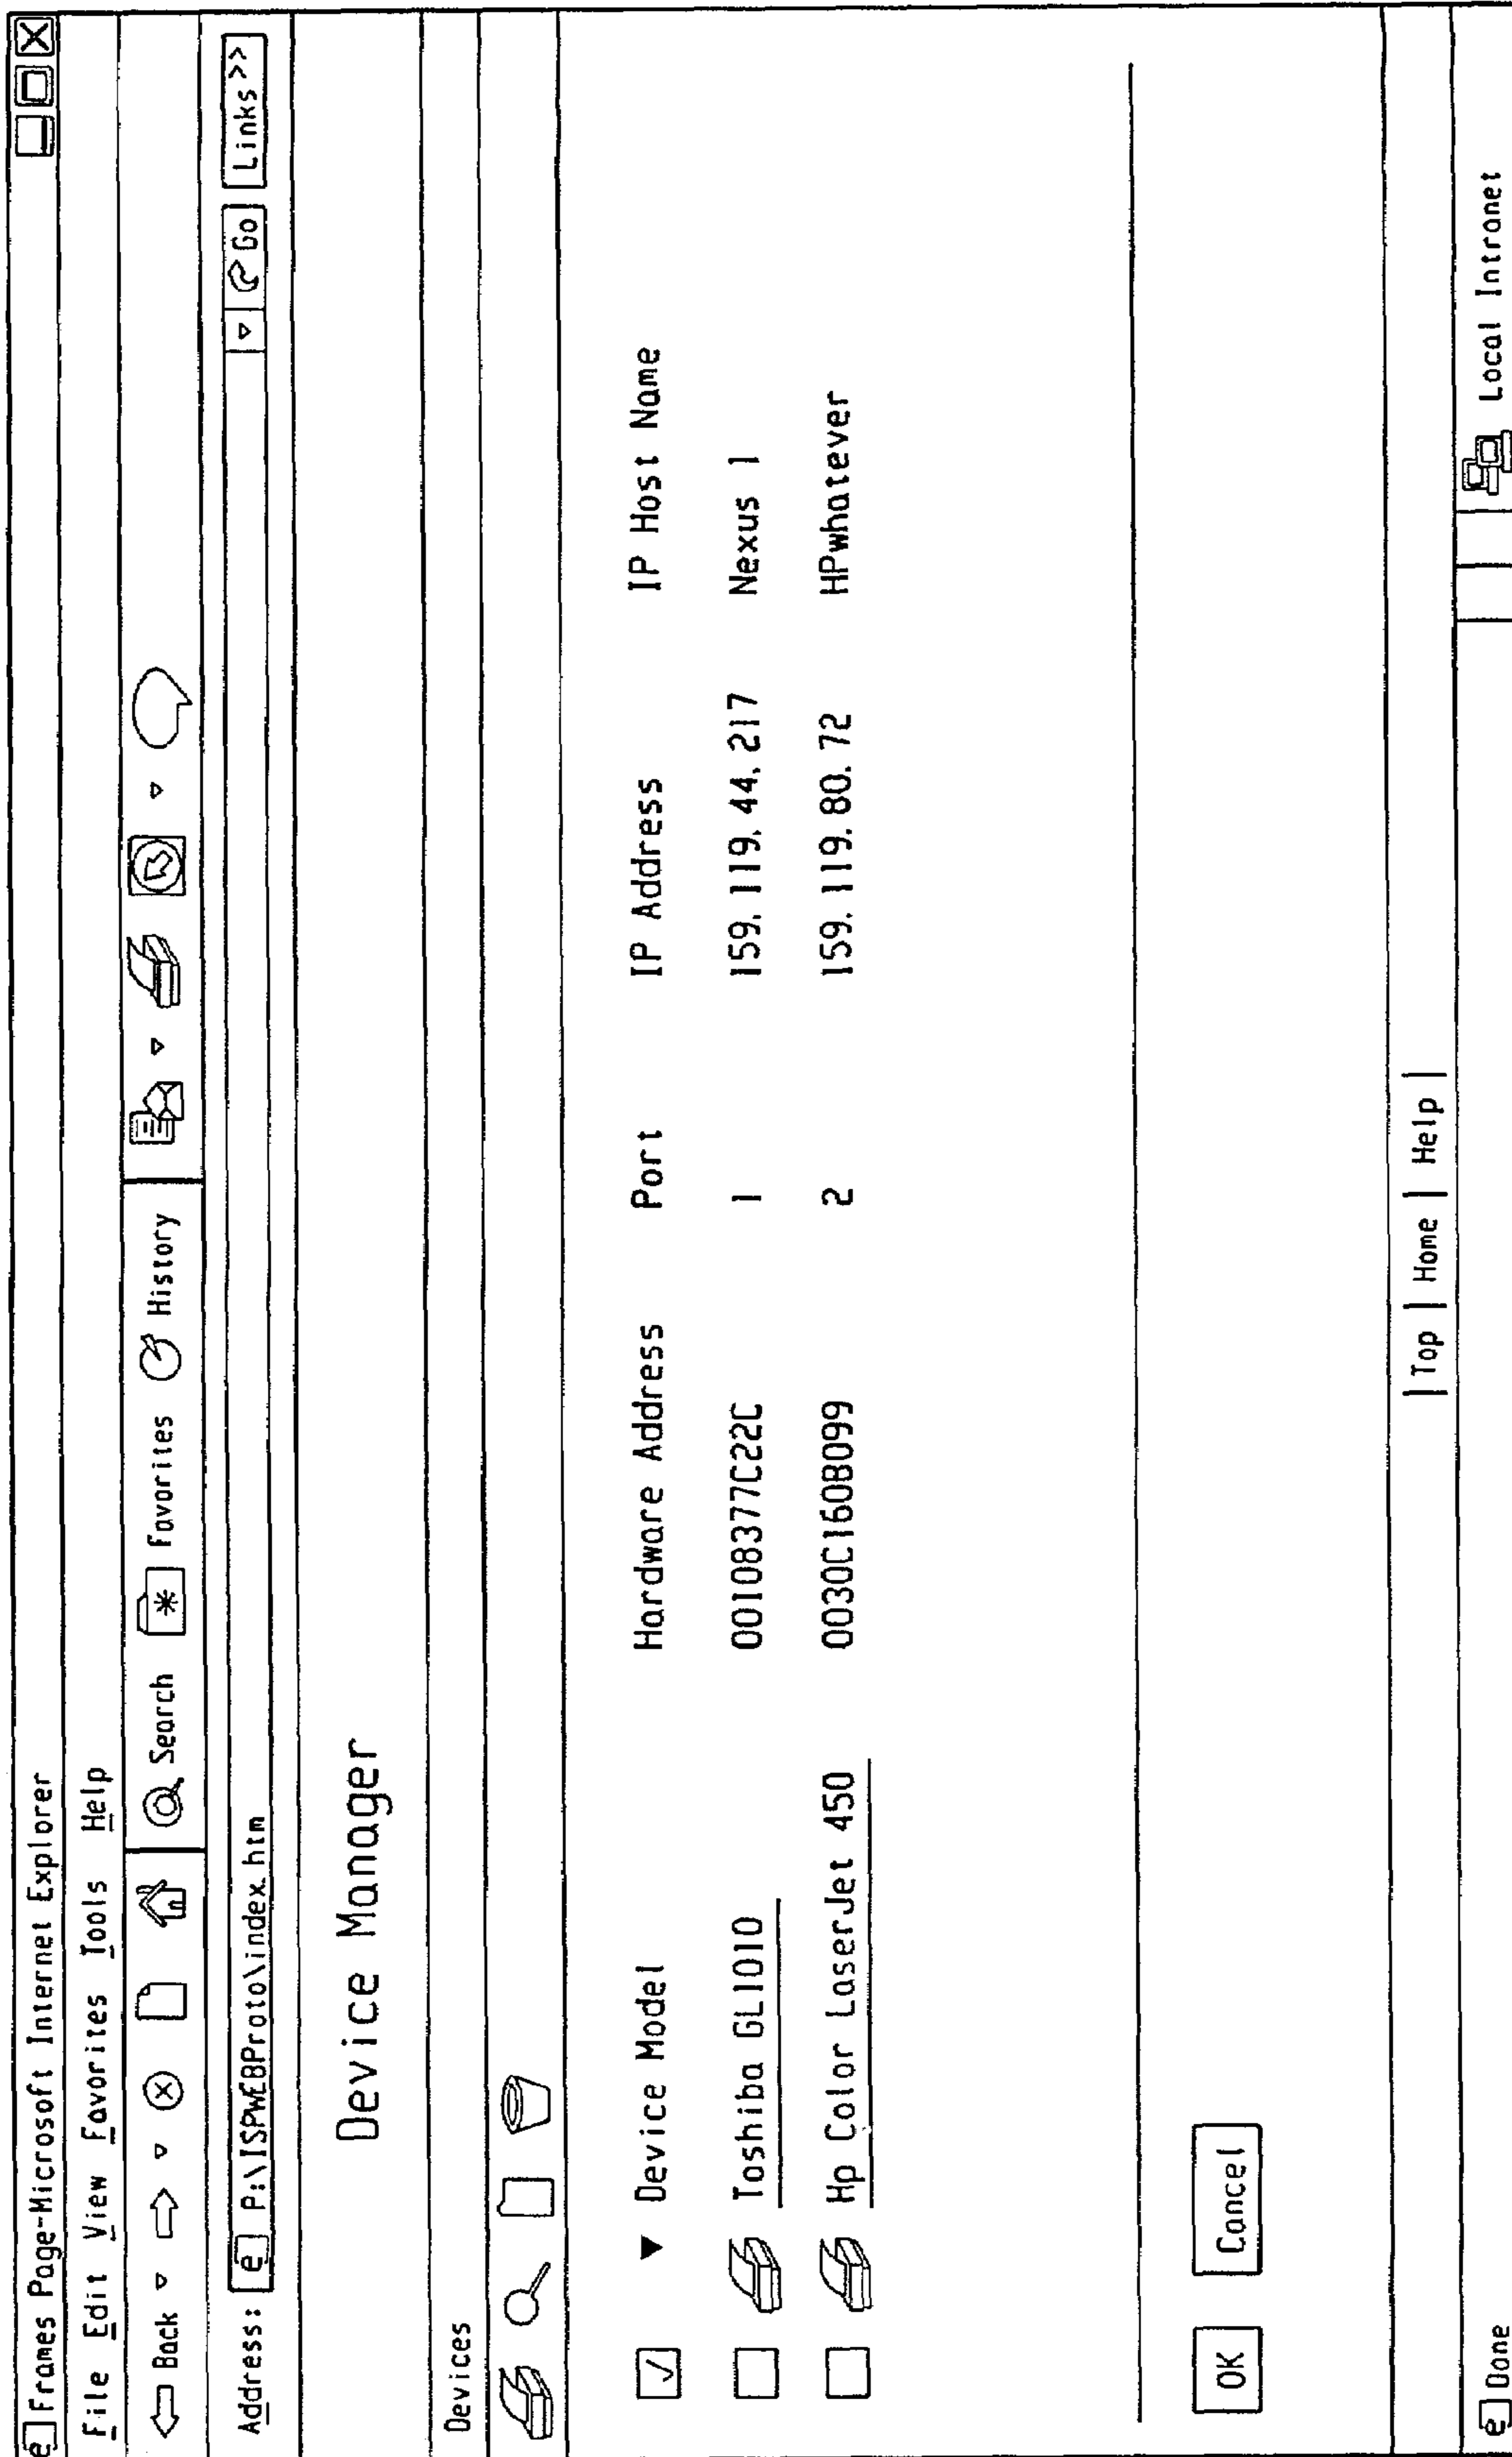 Frames Page-Microsoft Internet Explorer
File Edit View Favorites Tools Help
Back Search Favorites History
Address: P:\ISPWEBProto\index.htm Go Links >>
Device Manager
Devices
Device Model Hardware Address Port IP Address IP Host Name
Toshiba GL1010 00108377C22C 1 159.119.44.217 Nexus 1
Hp Color LaserJet 450 0030C160B099 2 159.119.80.72 HPwhatever
OK Cancel
| Top | Home | Help |
Done Local Intranet